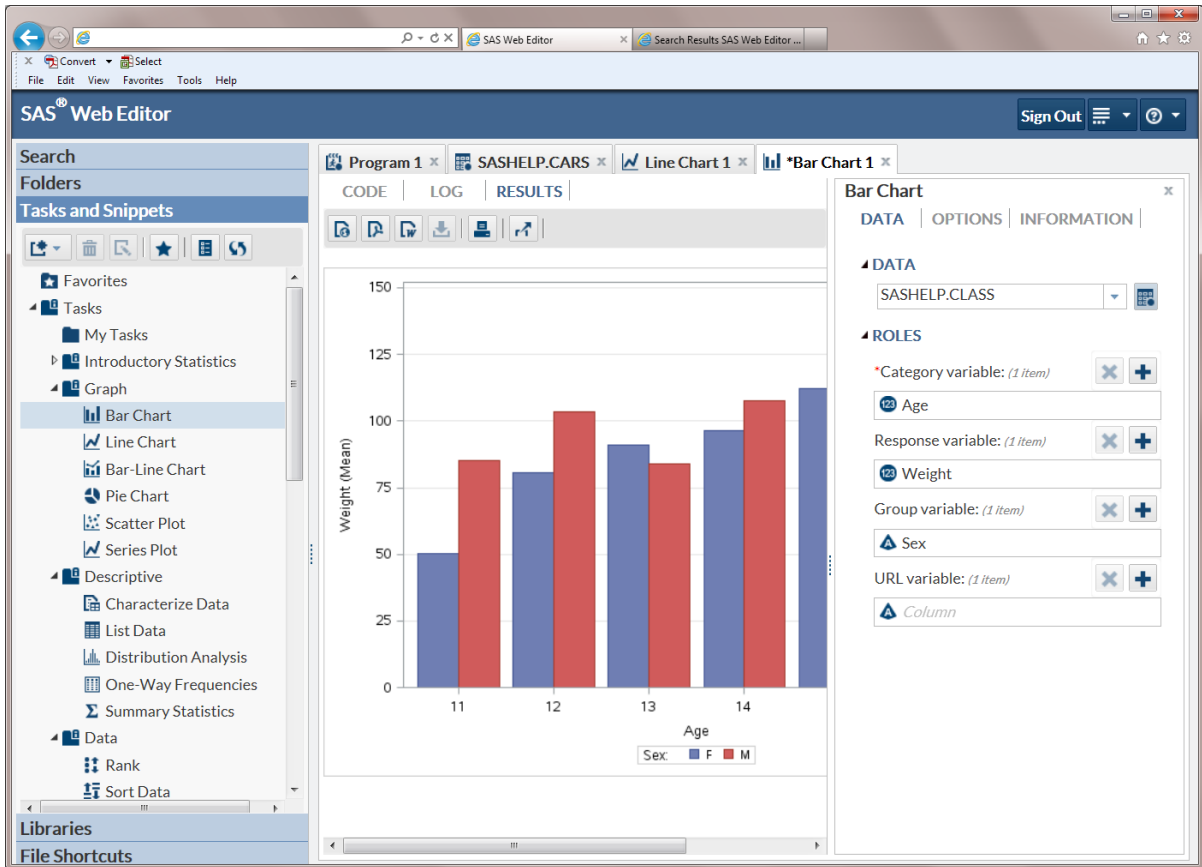 SAS Web Editor
Search Results SAS Web Editor ...
Convert
Select
File Edit View Favorites Tools Help
SAS® Web Editor
Sign Out
Search
Folders
Tasks and Snippets
Favorites
Tasks
My Tasks
Introductory Statistics
Graph
Bar Chart
Line Chart
Bar-Line Chart
Pie Chart
Scatter Plot
Series Plot
Descriptive
Characterize Data
List Data
Distribution Analysis
One-Way Frequencies
Summary Statistics
Data
Rank
Sort Data
Libraries
File Shortcuts
Program 1
SASHELP.CARS
Line Chart 1
*Bar Chart 1
CODE LOG RESULTS
150
125
100
75
50
25
0
Weight (Mean)
11 12 13 14
Age
Sex: F M
Bar Chart
DATA OPTIONS INFORMATION
DATA
SASHELP.CLASS
ROLES
*Category variable: (1 item)
123 Age
Response variable: (1 item)
123 Weight
Group variable: (1 item)
A Sex
URL variable: (1 item)
A Column